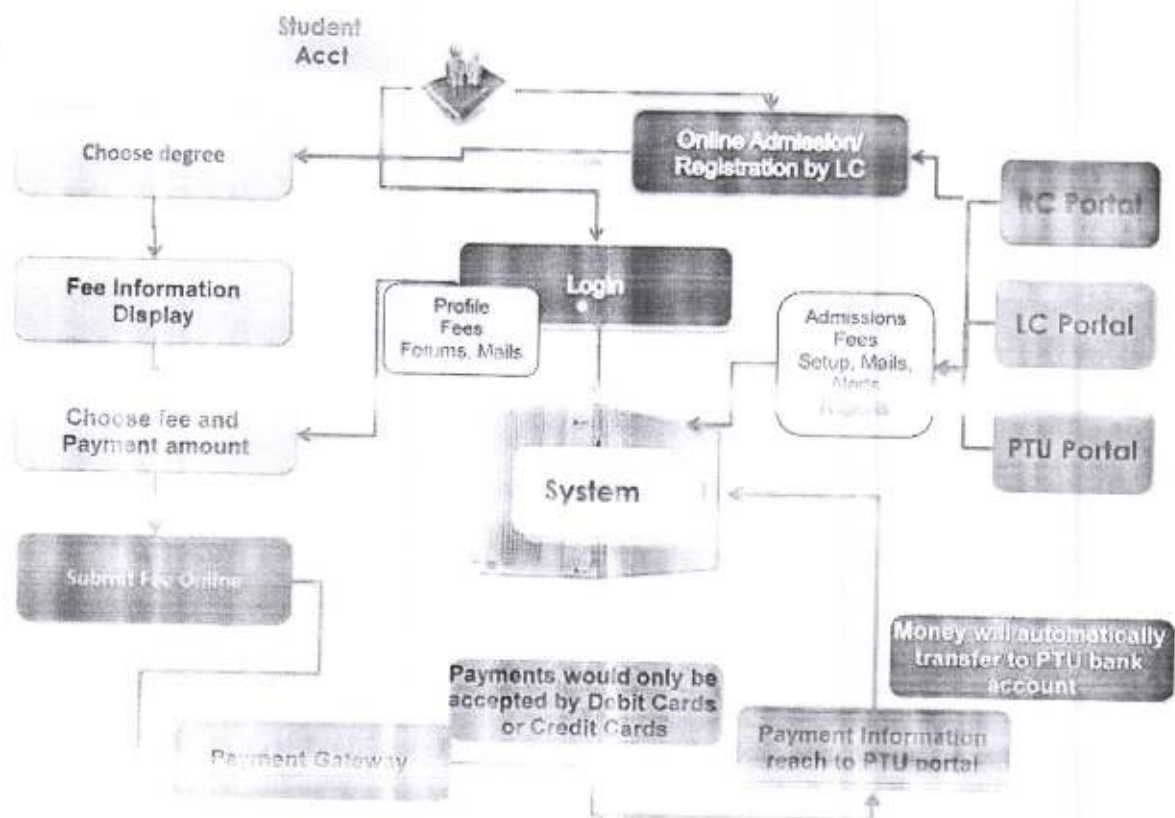 Student
Acct
Online Admission/
Registration by LC
Choose degree
RC Portal
Fee Information
Display
Login
Profile
Fees
Forums, Mails
Admissions
Fees
Setup, Mails,
Alerts
Reports
LC Portal
Choose fee and
Payment amount
PTU Portal
System
Submit Fee Online
Money will automatically
transfer to PTU bank
account
Payments would only be
accepted by Debit Cards
or Credit Cards
Payment Gateway
Payment Information
reach to PTU portal